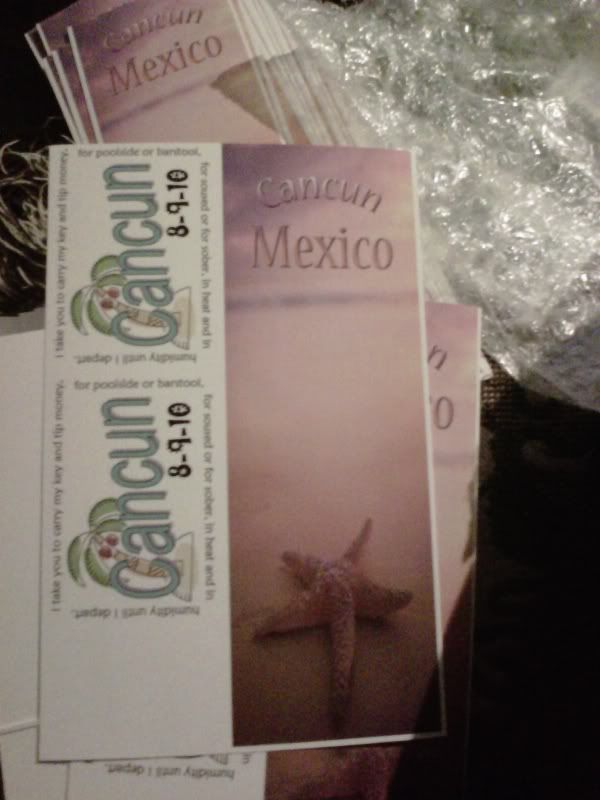 Cancun
Mexico
Cancun
Mexico
I take you to carry my key and tip money,
for poolside or barstool,
for soused or for sober, in heat and in
humidity until I depart.
Cancun
8-9-10
I take you to carry my key and tip money,
for poolside or barstool,
for soused or for sober, in heat and in
humidity until I depart.
Cancun
8-9-10
n
co
humidity until I depart.